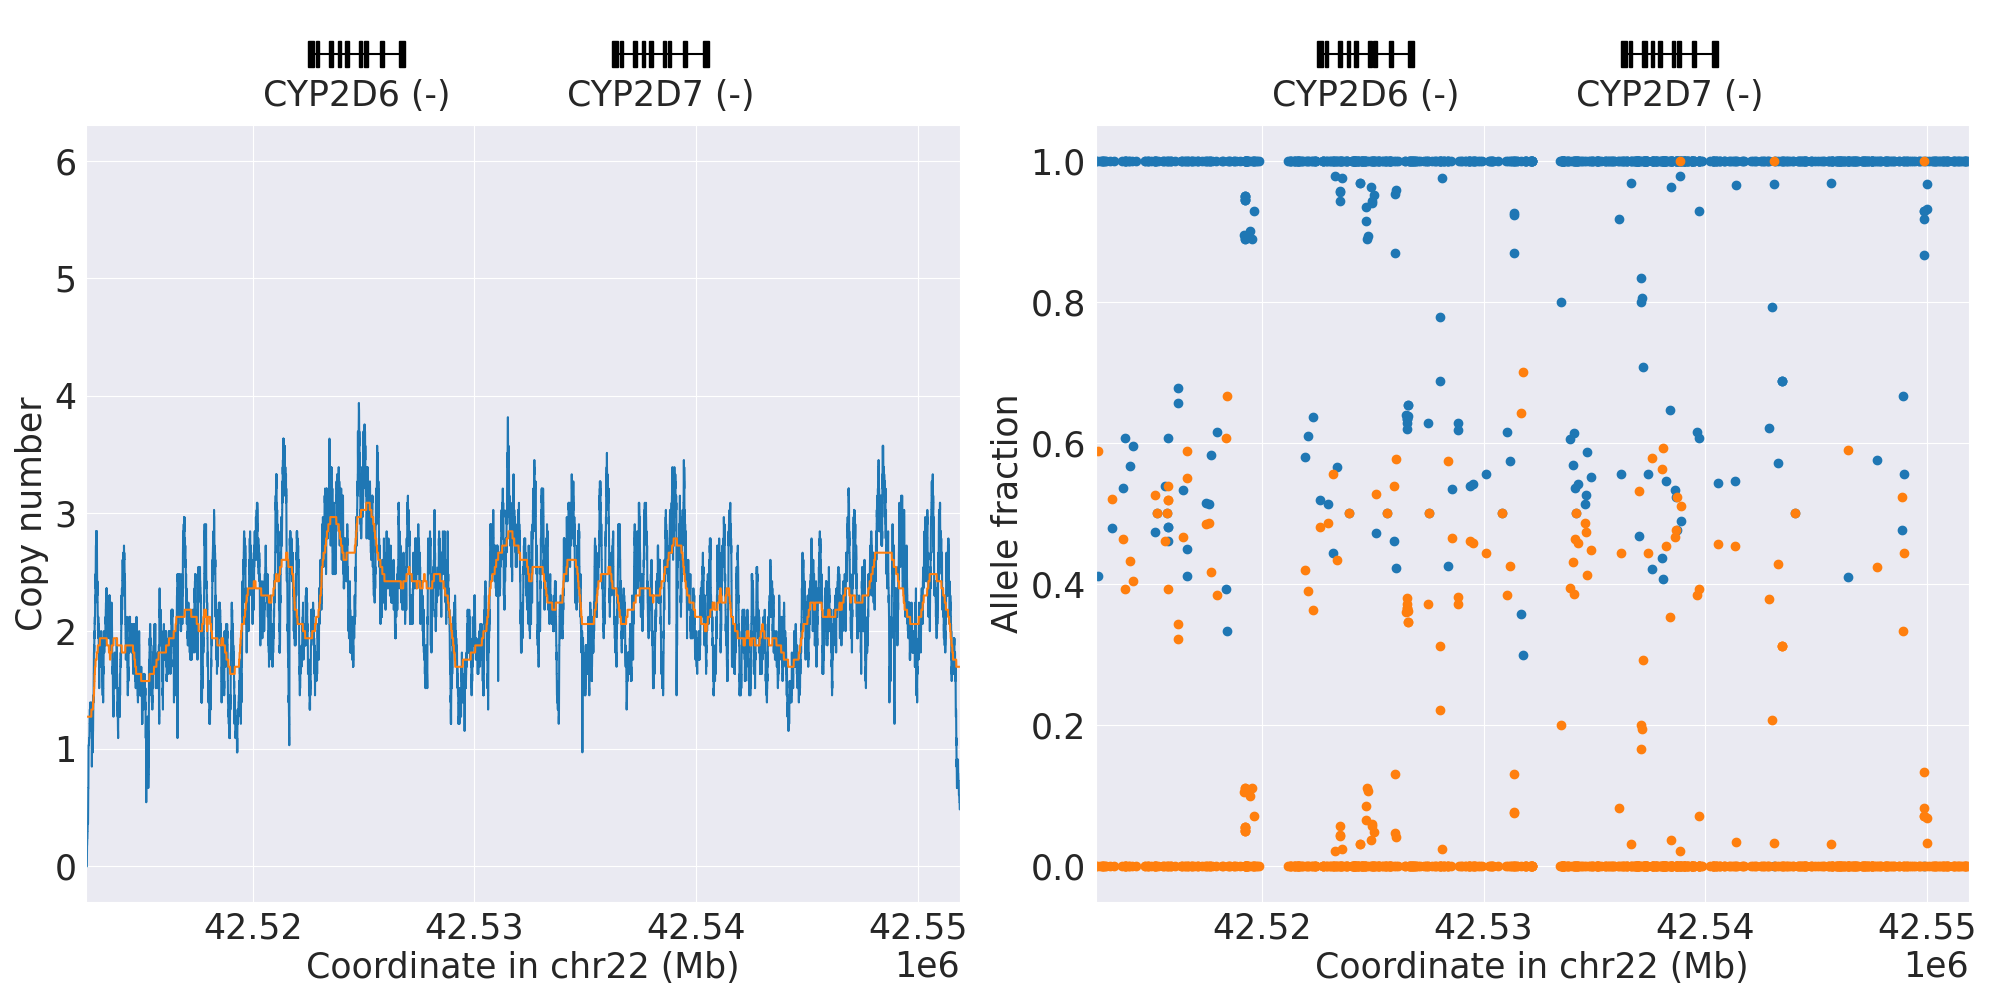 CYP2D6 (-) CYP2D7 (-)
6
5
4
3
2
1
0
Copy number
42.52 42.53 42.54 42.55
Coordinate in chr22 (Mb) 1e6
CYP2D6 (-) CYP2D7 (-)
1.0
0.8
0.6
0.4
0.2
0.0
Allele fraction
42.52 42.53 42.54 42.55
Coordinate in chr22 (Mb) 1e6